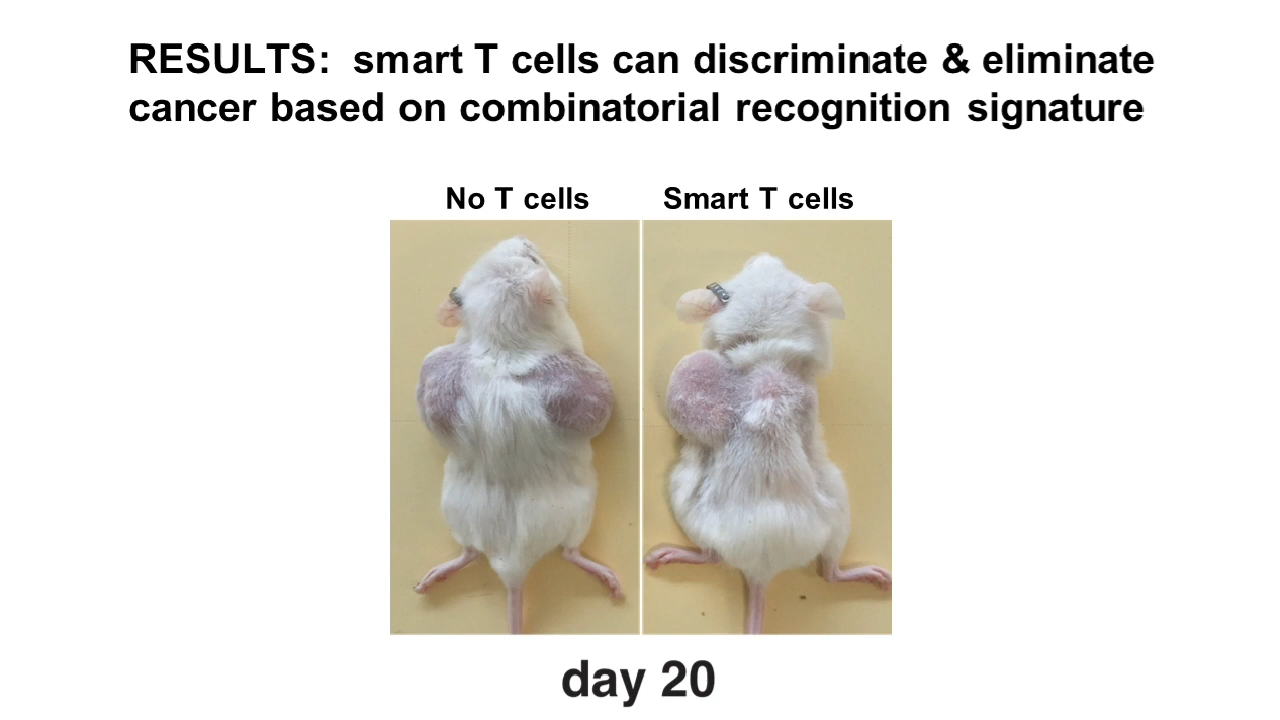 RESULTS: smart T cells can discriminate & eliminate
cancer based on combinatorial recognition signature
No T cells
Smart T cells
day 20